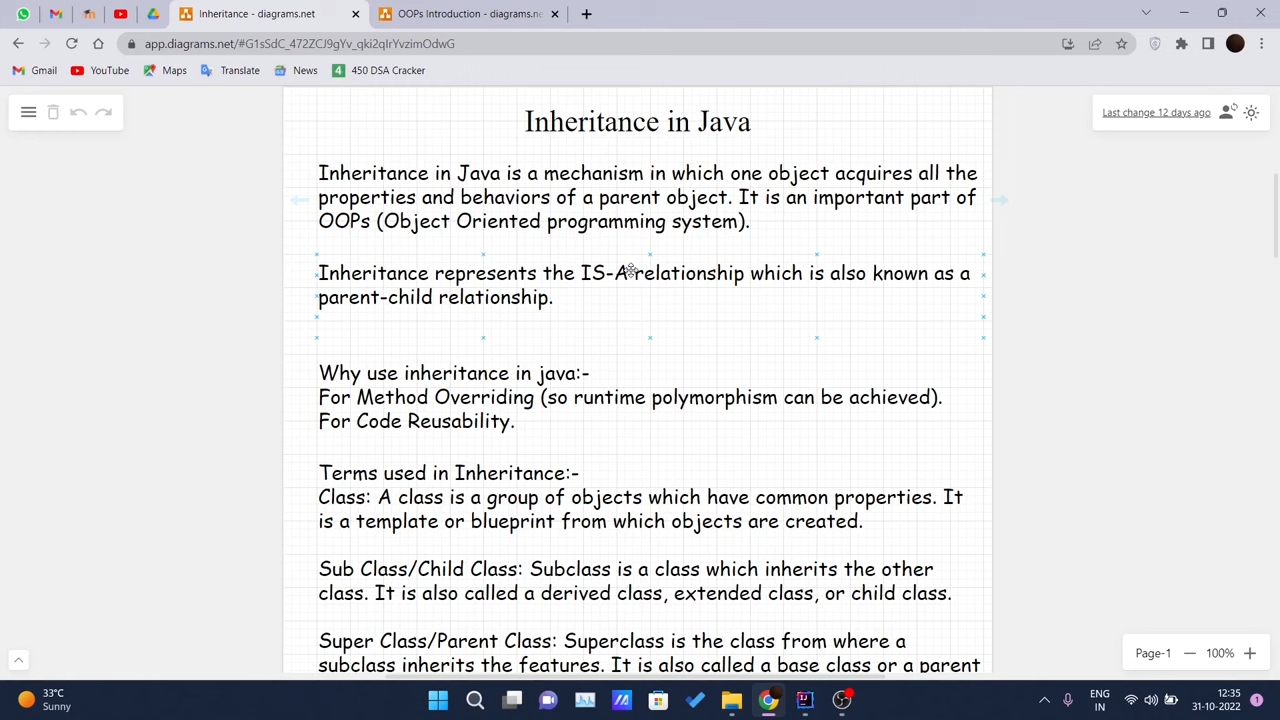 Inheritance - diagrams.net
OOPs Introduction - diagrams.ne
app.diagrams.net/#G1sSdC_472ZCJ9gYv_qki2qIrYvzimOdwG
Gmail YouTube Maps Translate News 4 450 DSA Cracker
Last change 12 days ago
Inheritance in Java
Inheritance in Java is a mechanism in which one object acquires all the
properties and behaviors of a parent object. It is an important part of
OOPs (Object Oriented programming system).
Inheritance represents the IS-A relationship which is also known as a
parent-child relationship.
Why use inheritance in java:-
For Method Overriding (so runtime polymorphism can be achieved).
For Code Reusability.
Terms used in Inheritance:-
Class: A class is a group of objects which have common properties. It
is a template or blueprint from which objects are created.
Sub Class/Child Class: Subclass is a class which inherits the other
class. It is also called a derived class, extended class, or child class.
Super Class/Parent Class: Superclass is the class from where a
subclass inherits the features. It is also called a base class or a parent
Page-1 100%
33°C
Sunny
ENG
IN
12:35
31-10-2022
1